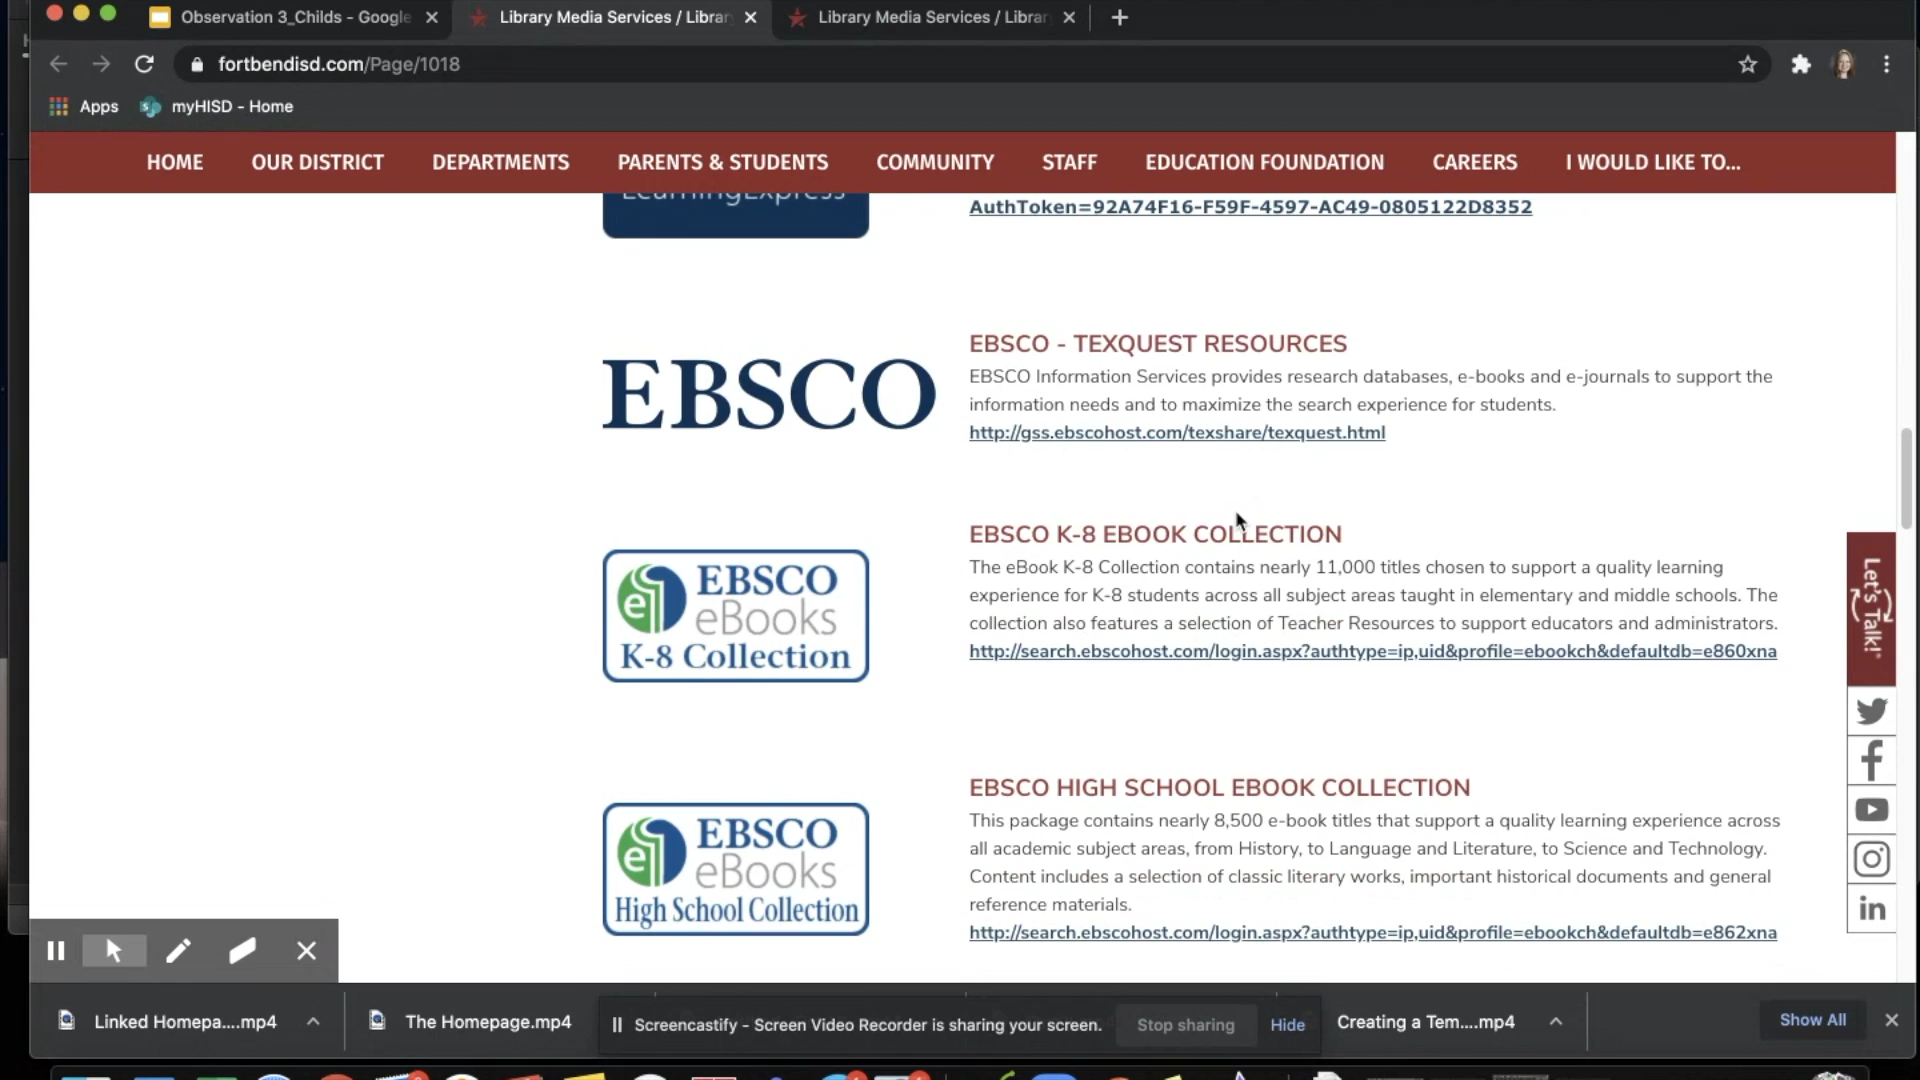 Observation 3_Childs - Google
Library Media Services / Librar
Library Media Services / Librar
fortbendisd.com/Page/1018
Apps
myHISD - Home
HOME
OUR DISTRICT
DEPARTMENTS
PARENTS & STUDENTS
COMMUNITY
STAFF
EDUCATION FOUNDATION
CAREERS
I WOULD LIKE TO...
LearningExpress
AuthToken=92A74F16-F59F-4597-AC49-0805122D8352
EBSCO
EBSCO - TEXQUEST RESOURCES
EBSCO Information Services provides research databases, e-books and e-journals to support the
information needs and to maximize the search experience for students.
http://gss.ebscohost.com/texshare/texquest.html
EBSCO
eBooks
K-8 Collection
EBSCO K-8 EBOOK COLLECTION
The eBook K-8 Collection contains nearly 11,000 titles chosen to support a quality learning
experience for K-8 students across all subject areas taught in elementary and middle schools. The
collection also features a selection of Teacher Resources to support educators and administrators.
http://search.ebscohost.com/login.aspx?authtype=ip,uid&profile=ebookch&defaultdb=e860xna
Let's Talk!
EBSCO
eBooks
High School Collection
EBSCO HIGH SCHOOL EBOOK COLLECTION
This package contains nearly 8,500 e-book titles that support a quality learning experience across
all academic subject areas, from History, to Language and Literature, to Science and Technology.
Content includes a selection of classic literary works, important historical documents and general
reference materials.
http://search.ebscohost.com/login.aspx?authtype=ip,uid&profile=ebookch&defaultdb=e862xna
Linked Homepa....mp4
The Homepage.mp4
Screencastify - Screen Video Recorder is sharing your screen.
Stop sharing
Hide
Creating a Tem....mp4
Show All